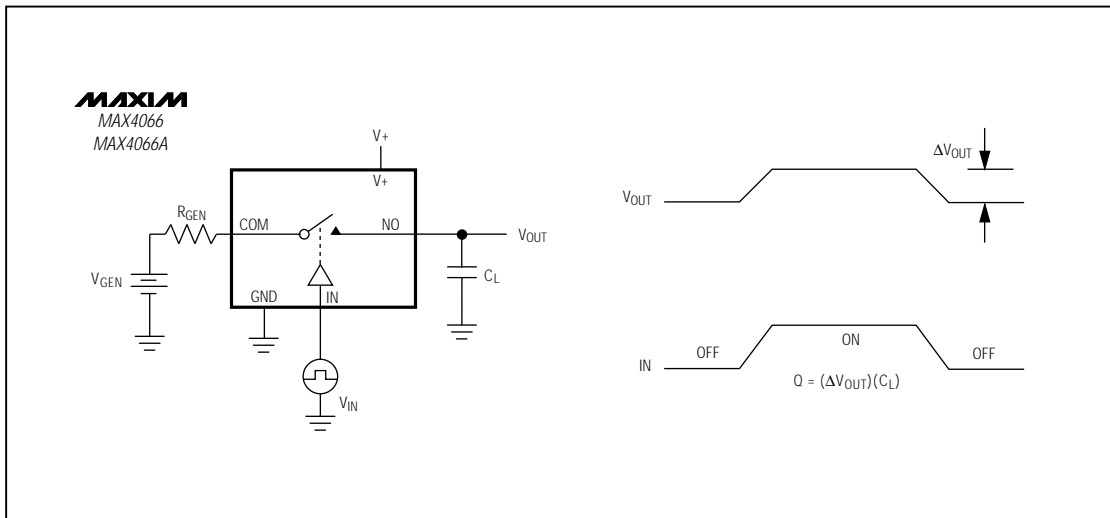 MAXIM
MAX4066
MAX4066A
V+
V+
RGEN
COM
NO
VOUT
VGEN
CL
GND
IN
VIN
ΔVOUT
VOUT
IN
OFF
ON
OFF
Q = (ΔVOUT)(CL)